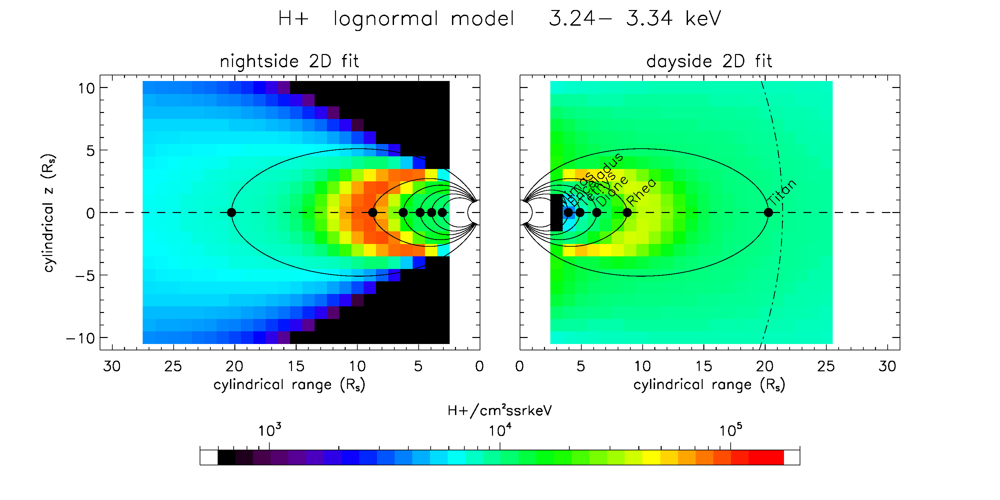 H+ lognormal model 3.24− 3.34 keV
nightside 2D fit
dayside 2D fit
cylindrical z (Rs)
10
5
0
−5
−10
Mimas
Enceladus
Tethys
Dione
Rhea
Titan
30 25 20 15 10 5 0
0 5 10 15 20 25 30
cylindrical range (Rs)
cylindrical range (Rs)
H+/cm²ssrkeV
10³ 10⁴ 10⁵